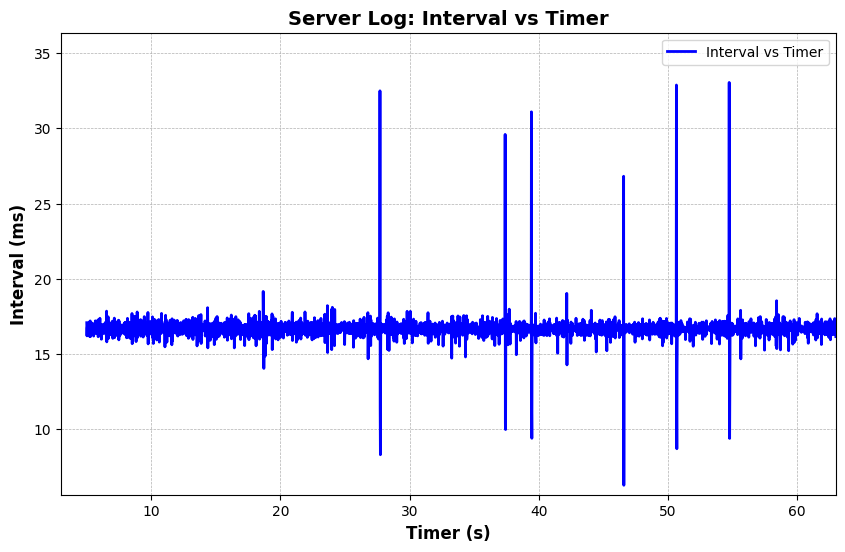 Server Log: Interval vs Timer
Interval vs Timer
35
30
25
20
15
10
Interval (ms)
10 20 30 40 50 60
Timer (s)